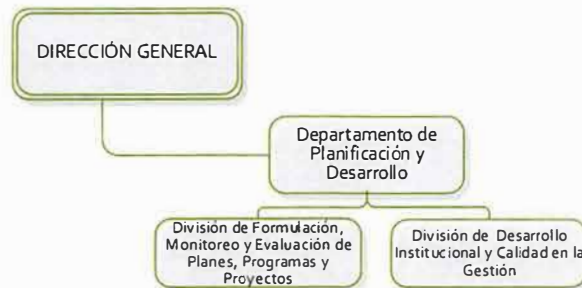 DIRECCIÓN GENERAL
Departamento de
Planificación y
Desarrollo
División de Formulación,
Monitoreo y Evaluación de
Planes, Programas y
Proyectos
División de Desarrollo
Institucional y Calidad en la
Gestión